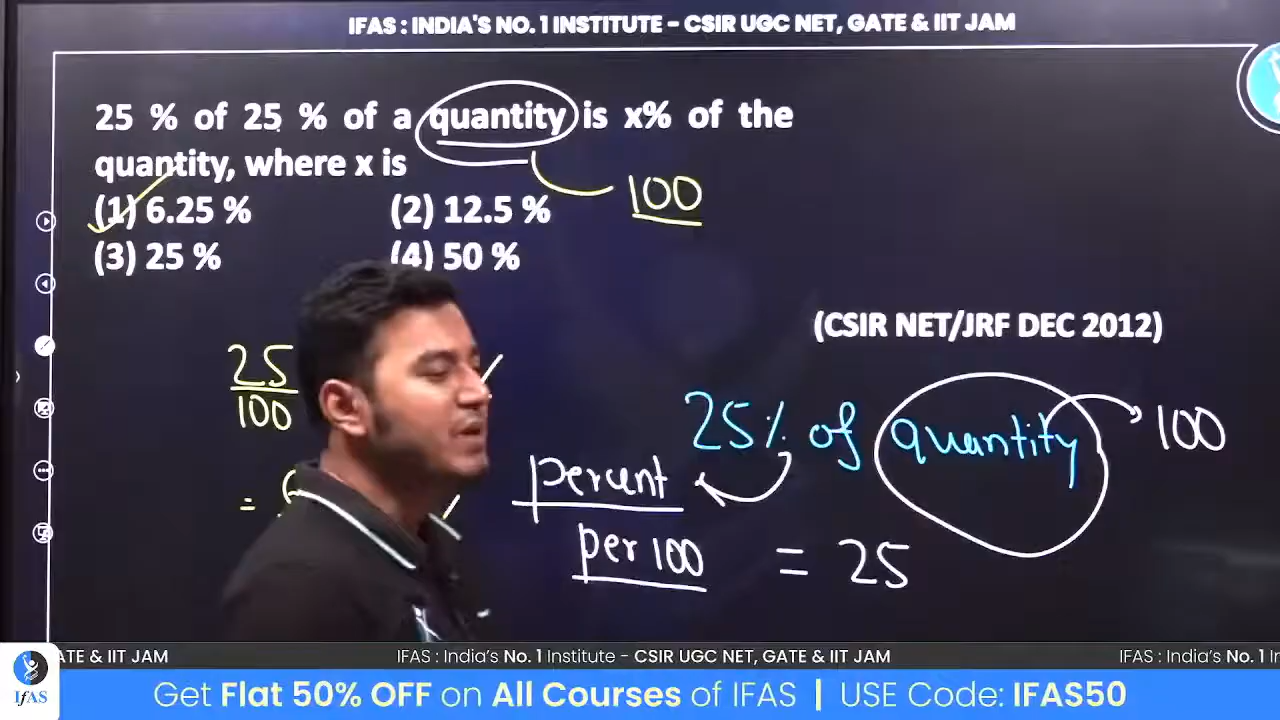 IFAS : INDIA'S NO. 1 INSTITUTE - CSIR UGC NET, GATE & IIT JAM
25 % of 25 % of a quantity is x% of the
quantity, where x is
100
(1) 6.25 % (2) 12.5 %
(3) 25 % (4) 50 %
(CSIR NET/JRF DEC 2012)
25
100
25% of quantity 100
percent
=
per 100 = 25
ATE & IIT JAM IFAS : India's No. 1 Institute - CSIR UGC NET, GATE & IIT JAM IFAS : India's No. 1 In
IFAS Get Flat 50% OFF on All Courses of IFAS | USE Code: IFAS50